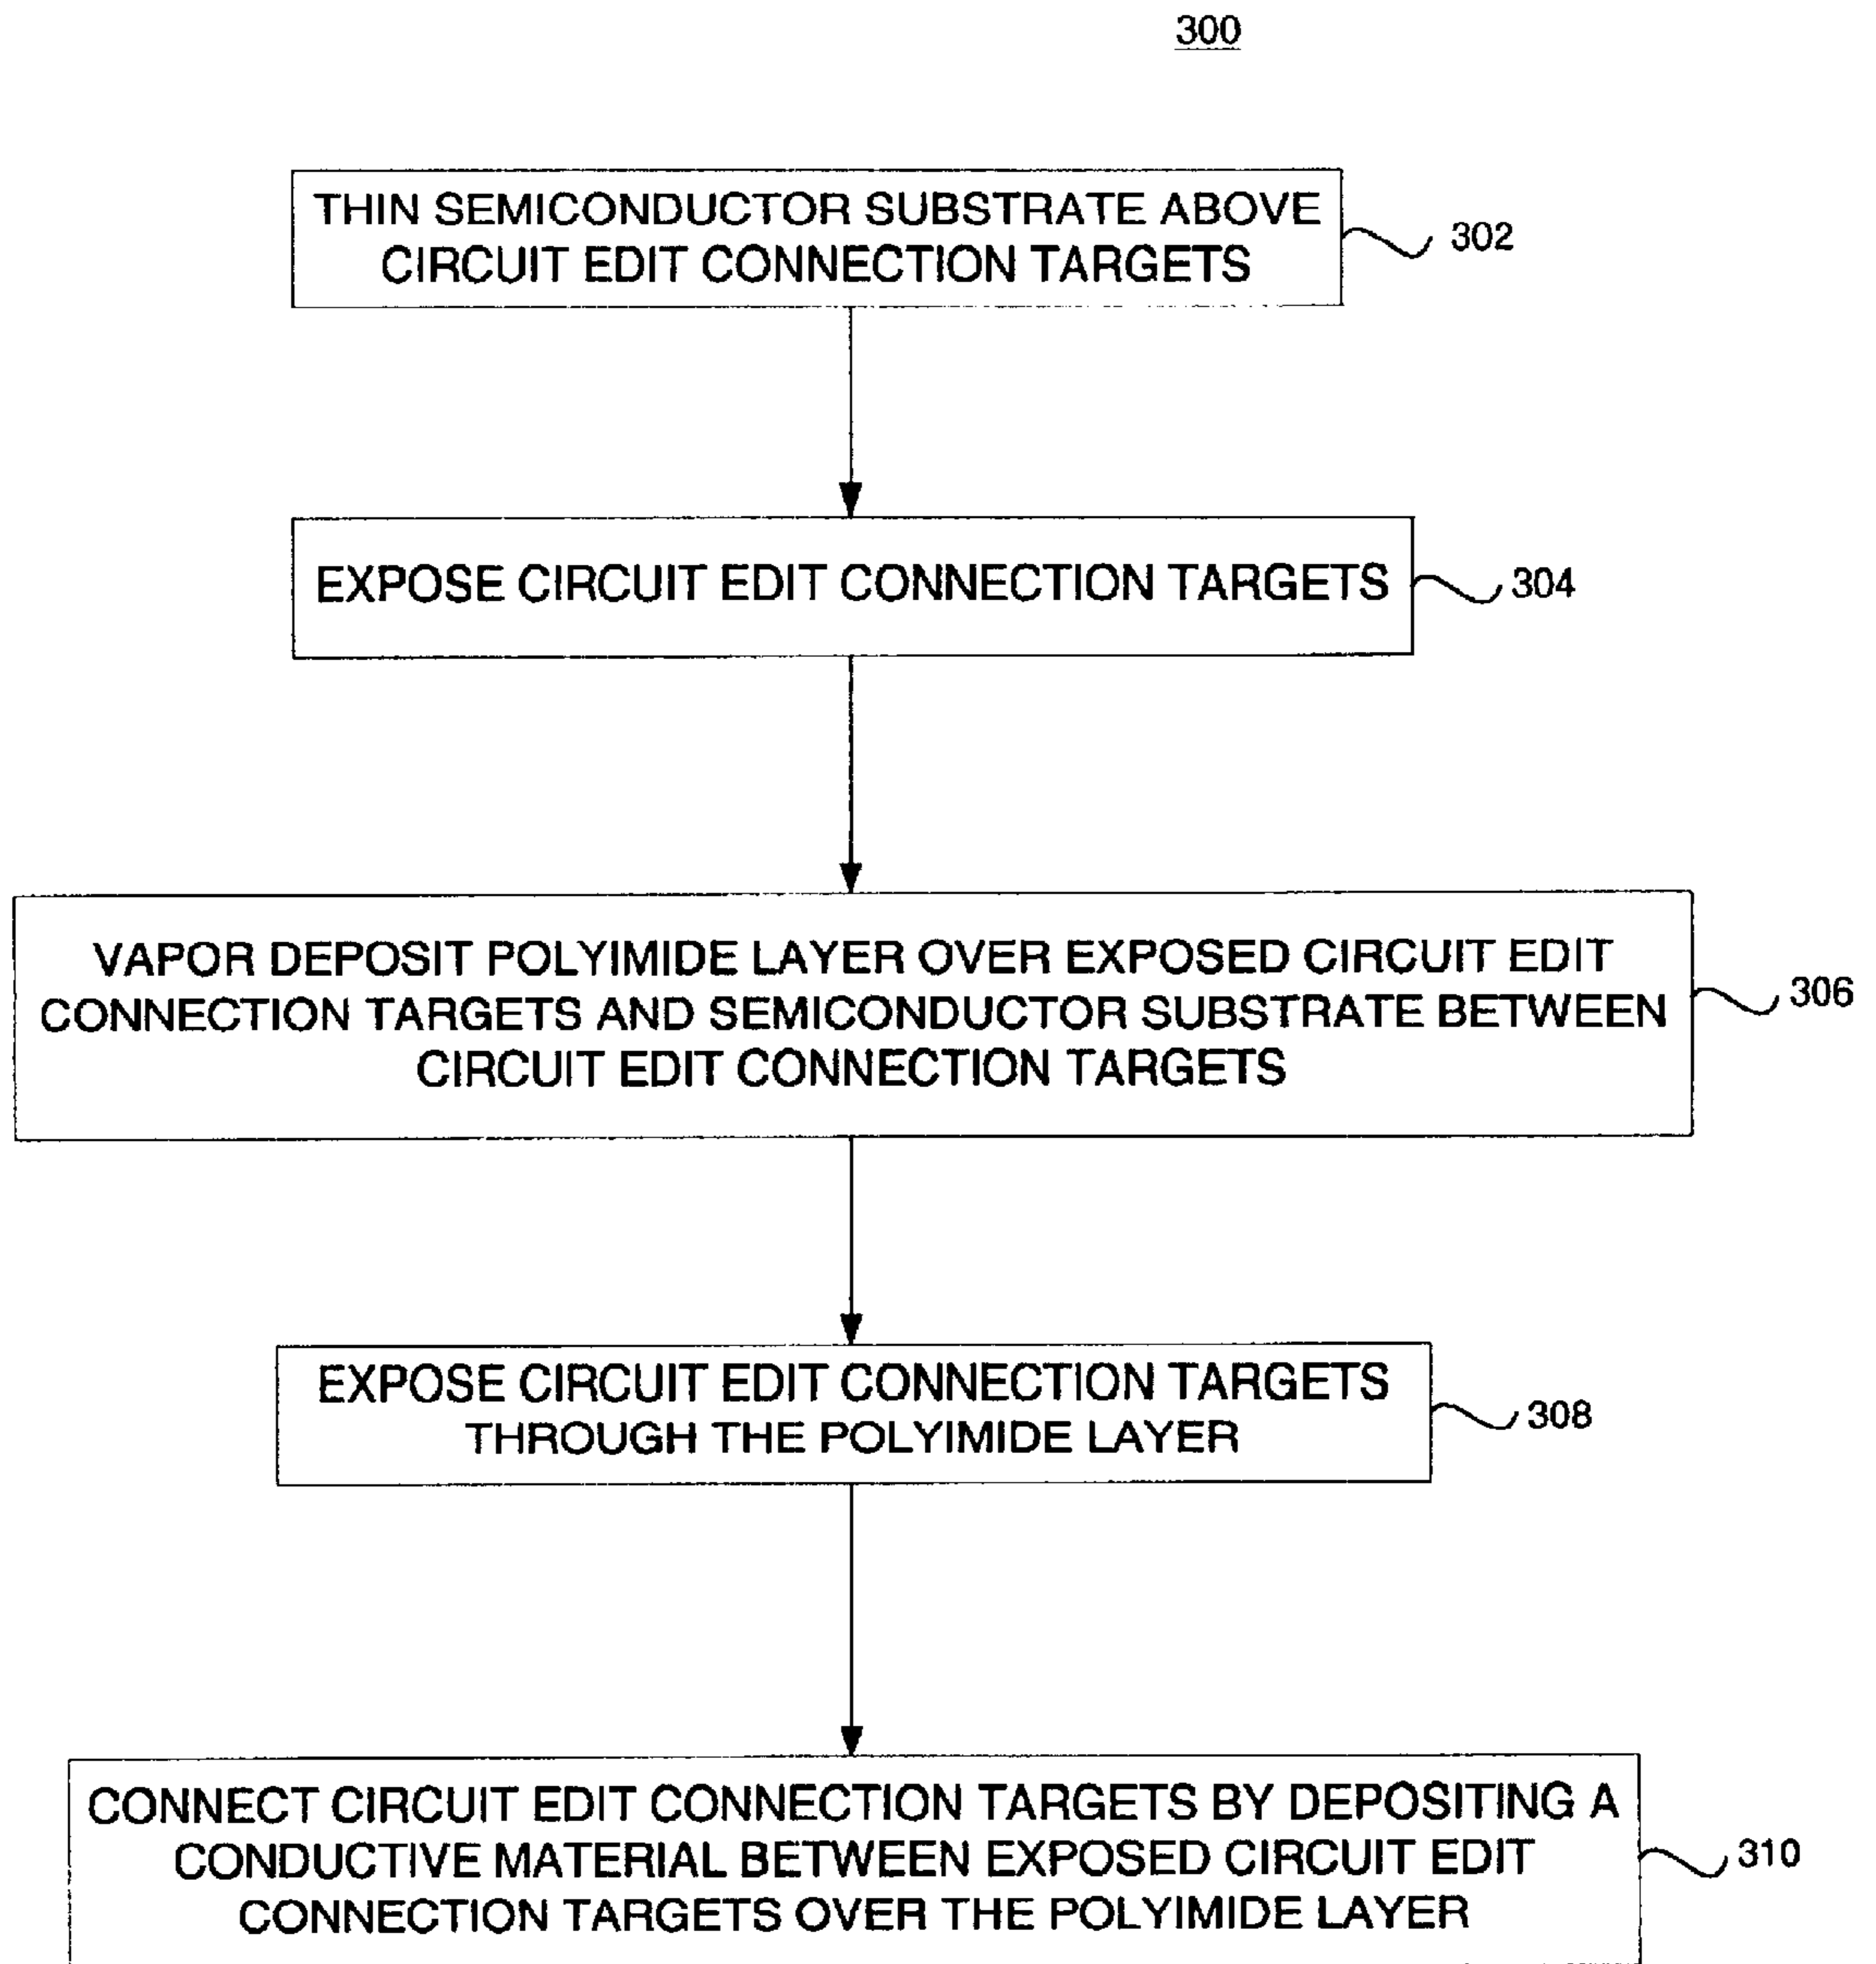 300
THIN SEMICONDUCTOR SUBSTRATE ABOVE
CIRCUIT EDIT CONNECTION TARGETS
302
EXPOSE CIRCUIT EDIT CONNECTION TARGETS
304
VAPOR DEPOSIT POLYIMIDE LAYER OVER EXPOSED CIRCUIT EDIT
CONNECTION TARGETS AND SEMICONDUCTOR SUBSTRATE BETWEEN
CIRCUIT EDIT CONNECTION TARGETS
306
EXPOSE CIRCUIT EDIT CONNECTION TARGETS
THROUGH THE POLYIMIDE LAYER
308
CONNECT CIRCUIT EDIT CONNECTION TARGETS BY DEPOSITING A
CONDUCTIVE MATERIAL BETWEEN EXPOSED CIRCUIT EDIT
CONNECTION TARGETS OVER THE POLYIMIDE LAYER
310